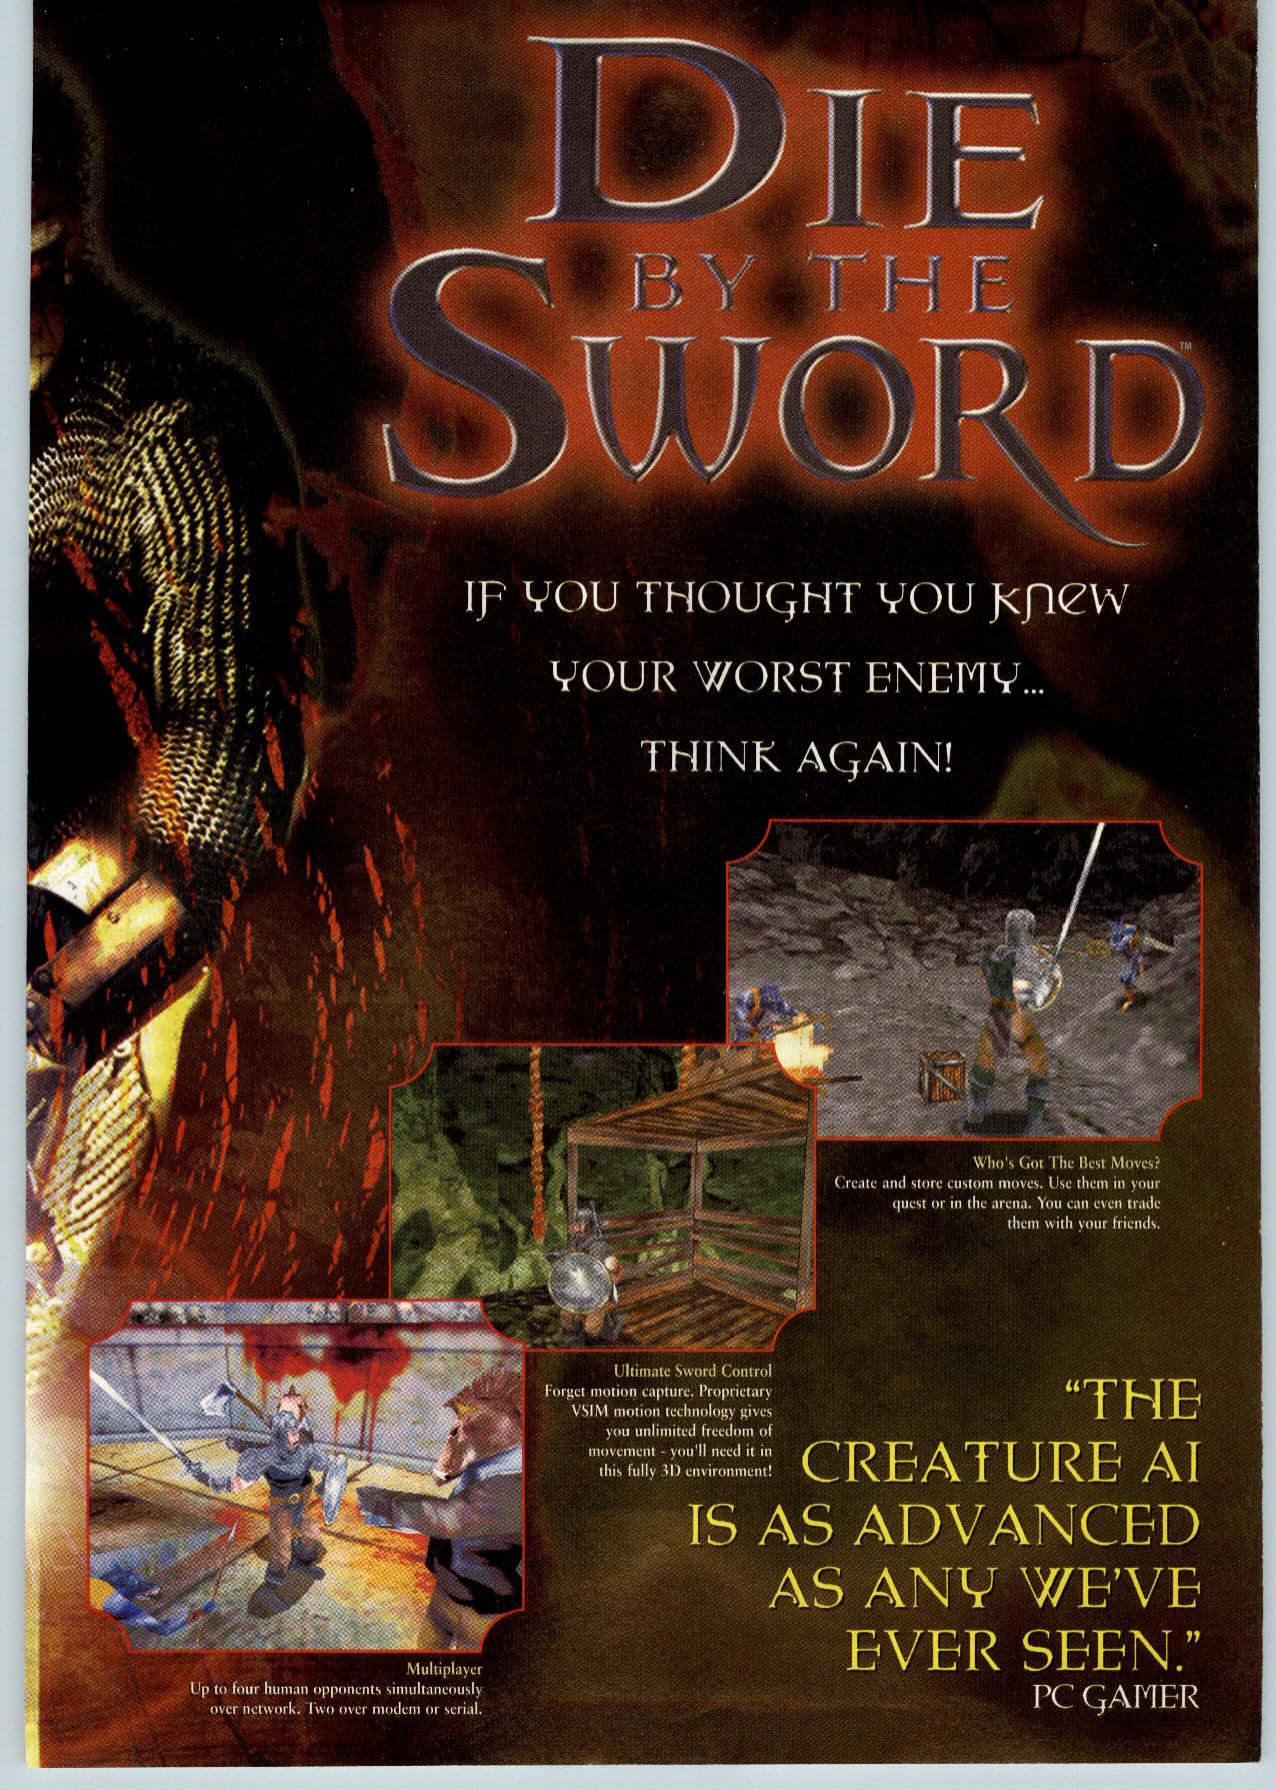 DIE
BY THE
SWORD™
IF YOU THOUGHT YOU KNEW
YOUR WORST ENEMY...
THINK AGAIN!
Who's Got The Best Moves?
Create and store custom moves. Use them in your
quest or in the arena. You can even trade
them with your friends.
Ultimate Sword Control
Forget motion capture. Proprietary
VSIM motion technology gives
you unlimited freedom of
movement - you'll need it in
this fully 3D environment!
"THE
CREATURE AI
IS AS ADVANCED
AS ANY WE'VE
EVER SEEN."
PC GAMER
Multiplayer
Up to four human opponents simultaneously
over network. Two over modem or serial.